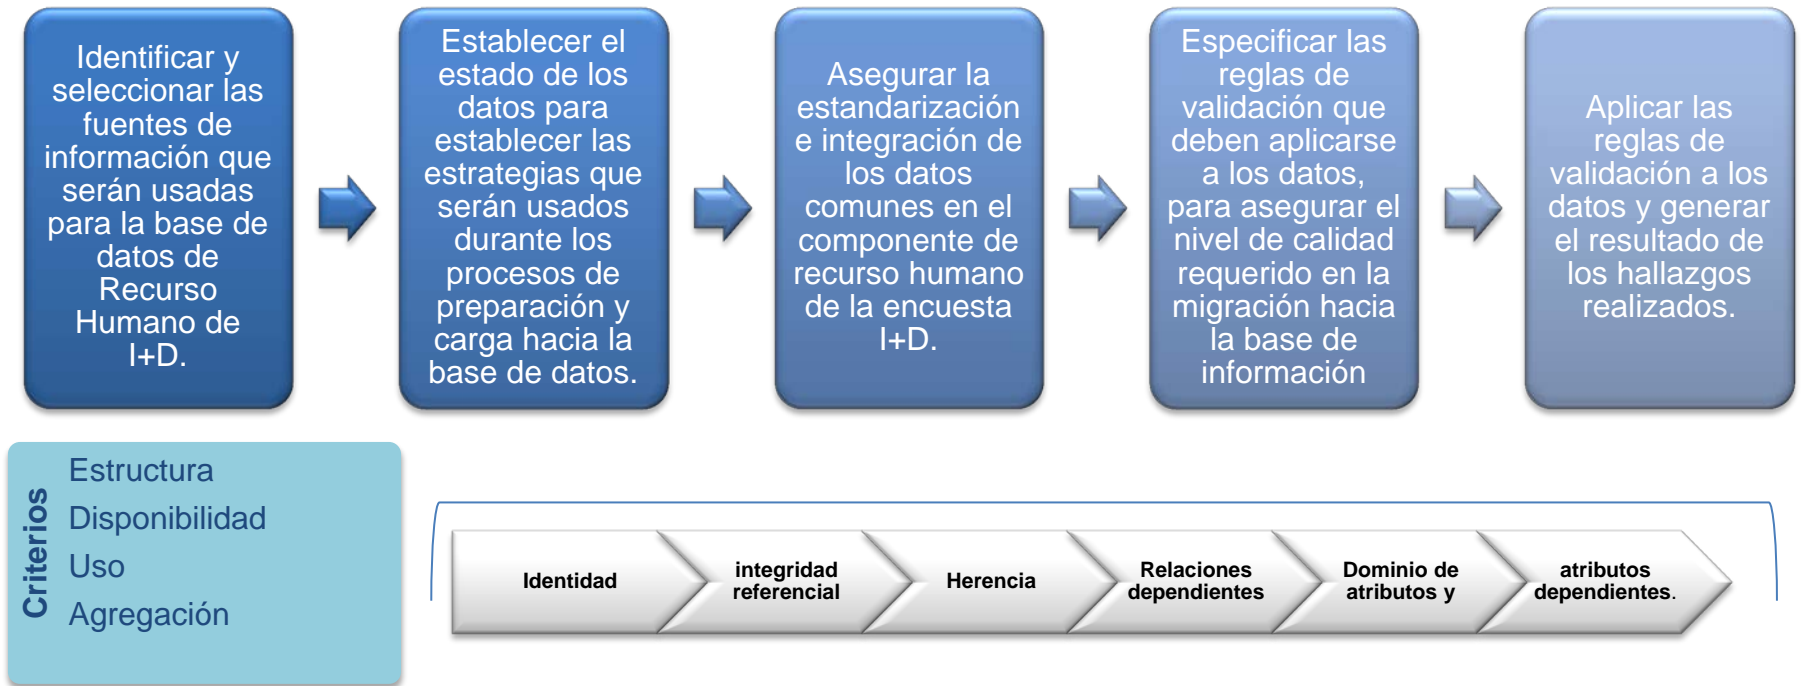 Identificar y
seleccionar las
fuentes de
información que
serán usadas
para la base de
datos de
Recurso
Humano de
I+D.
Establecer el
estado de los
datos para
establecer las
estrategias que
serán usados
durante los
procesos de
preparación y
carga hacia la
base de datos.
Asegurar la
estandarización
e integración de
los datos
comunes en el
componente de
recurso humano
de la encuesta
I+D.
Especificar las
reglas de
validación que
deben aplicarse
a los datos,
para asegurar el
nivel de calidad
requerido en la
migración hacia
la base de
información
Aplicar las
reglas de
validación a los
datos y generar
el resultado de
los hallazgos
realizados.
Criterios
Estructura
Disponibilidad
Uso
Agregación
Identidad
integridad
referencial
Herencia
Relaciones
dependientes
Dominio de
atributos y
atributos
dependientes.